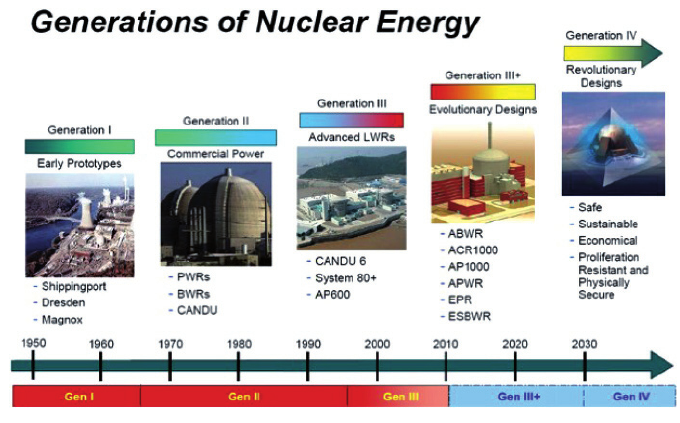 Generations of Nuclear Energy
Generation I
Early Prototypes
- Shippingport
- Dresden
- Magnox
Generation II
Commercial Power
- PWRs
- BWRs
- CANDU
Generation III
Advanced LWRs
- CANDU 6
- System 80+
- AP600
Generation III+
Evolutionary Designs
- ABWR
- ACR1000
- AP1000
- APWR
- EPR
- ESBWR
Generation IV
Revolutionary
Designs
- Safe
- Sustainable
- Economical
- Proliferation
Resistant and
Physically
Secure
1950 1960 1970 1980 1990 2000 2010 2020 2030
Gen I Gen II Gen III Gen III+ Gen IV